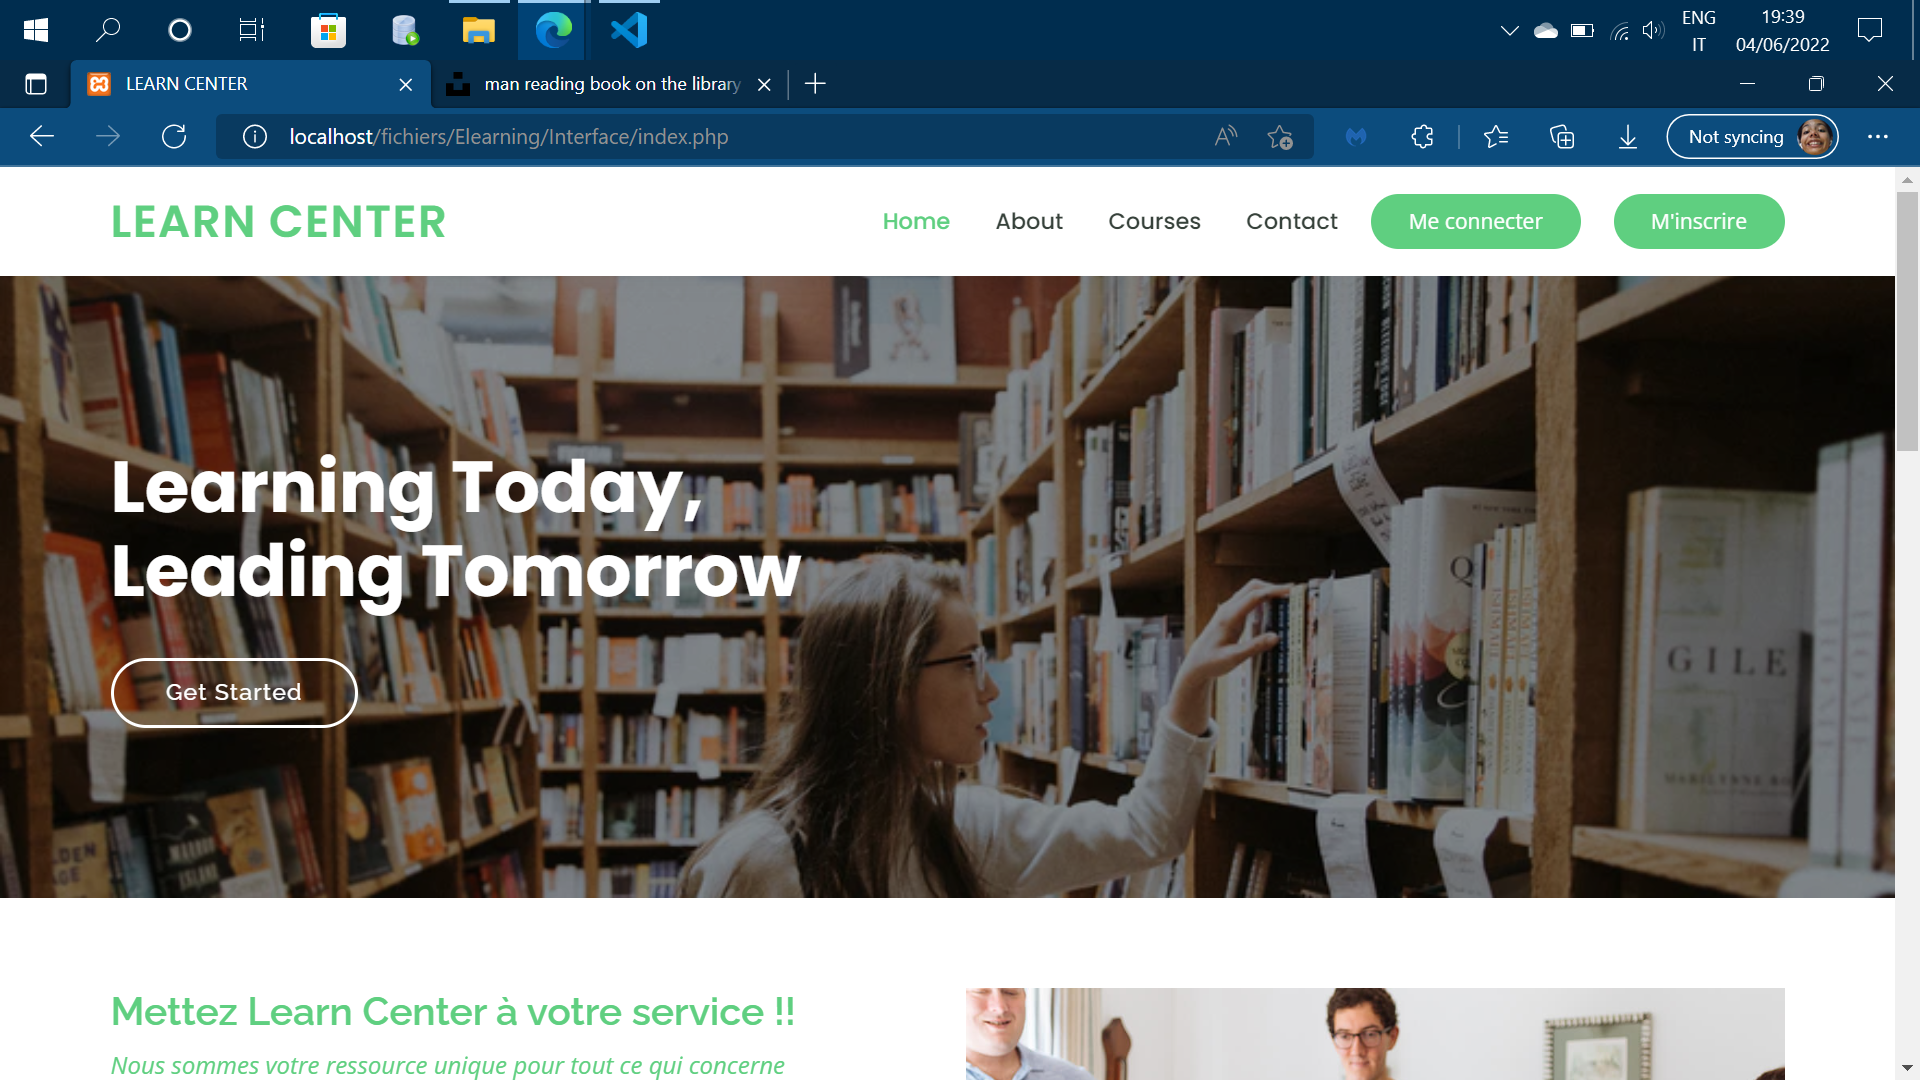 ENG
19:39
IT
04/06/2022
LEARN CENTER
man reading book on the library
localhost/fichiers/Elearning/Interface/index.php
Not syncing
LEARN CENTER
Home
About
Courses
Contact
Me connecter
M'inscrire
Learning Today,
Leading Tomorrow
Get Started
GILE
Mettez Learn Center à votre service !!
Nous sommes votre ressource unique pour tout ce qui concerne